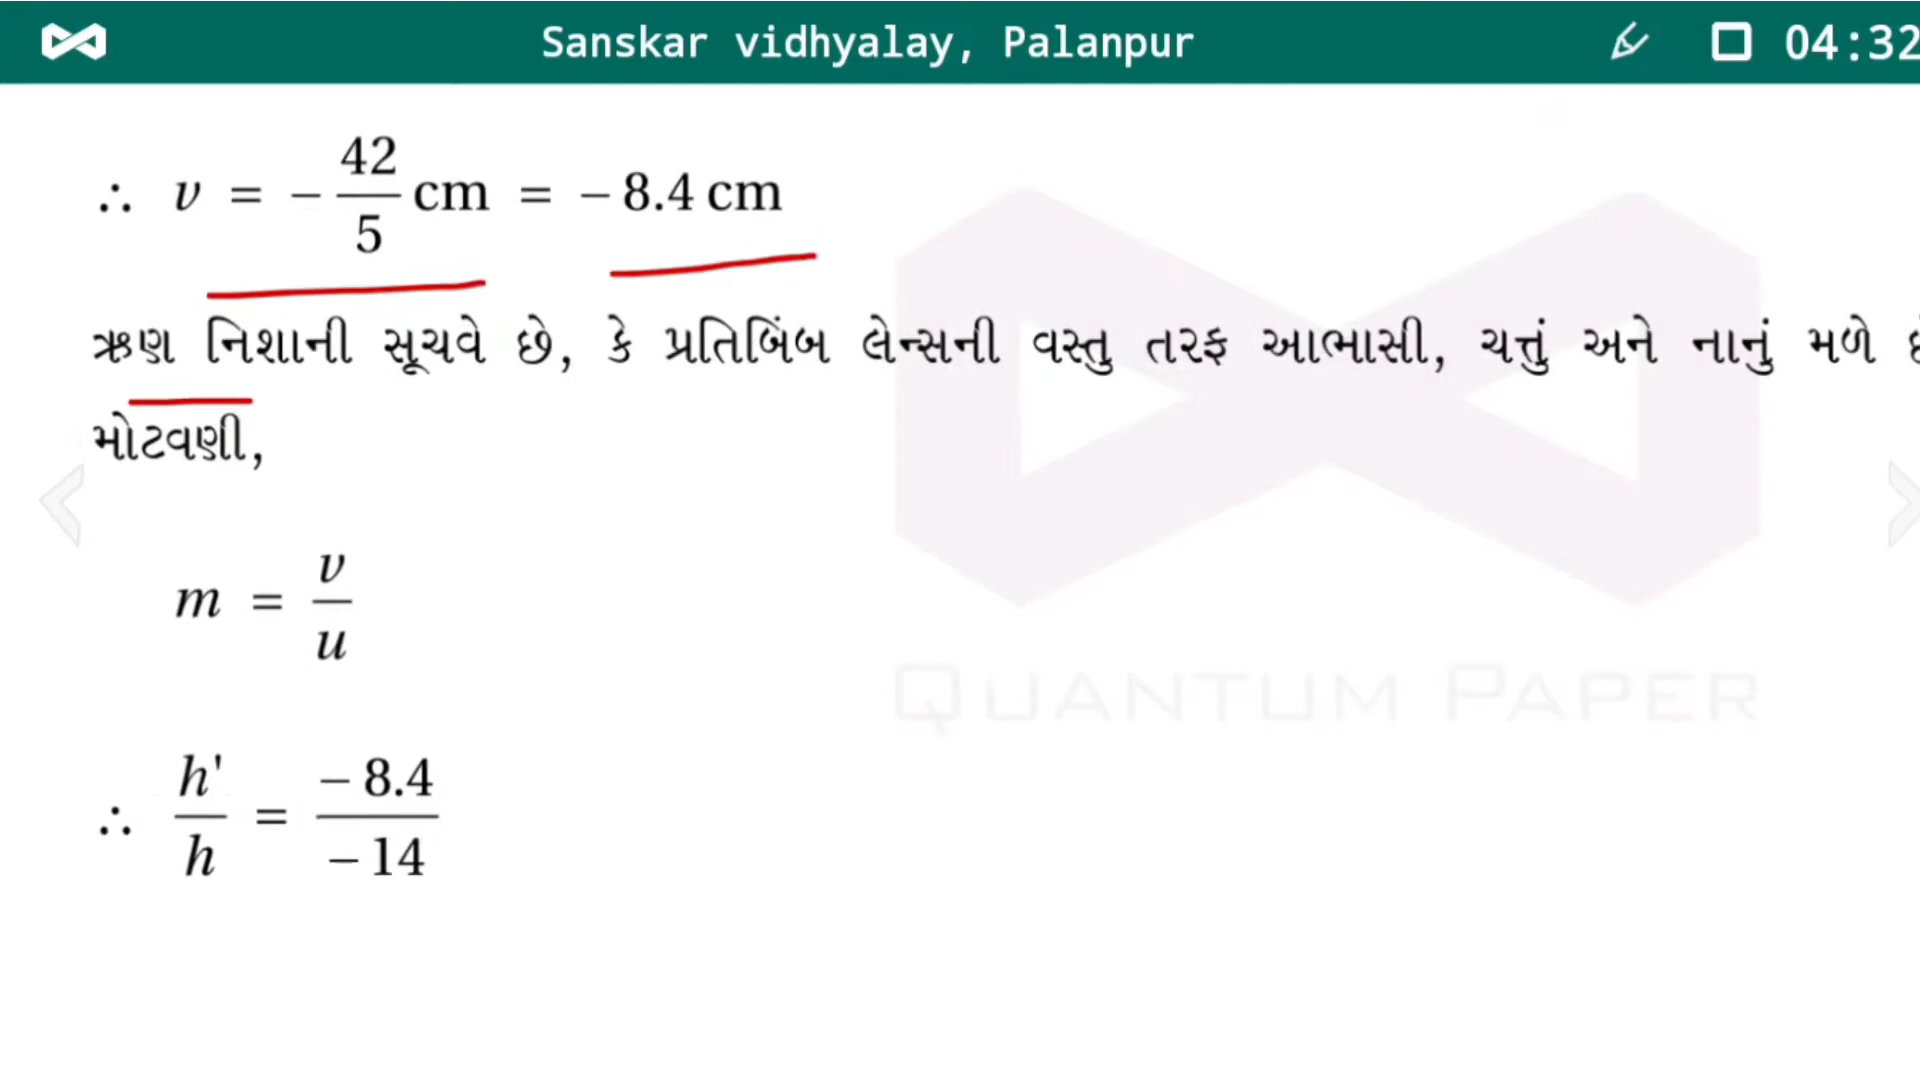 Sanskar vidhyalay, Palanpur 04:32
∴ v = − 42/5 cm = − 8.4 cm
ઋણ નિશાની સૂચવે છે, કે પ્રતિબિંબ લેન્સની વસ્તુ તરફ આભાસી, ચત્તું અને નાનું મળે
મોટવણી,
m = v/u
QUANTUM PAPER
∴ h'/h = − 8.4/− 14